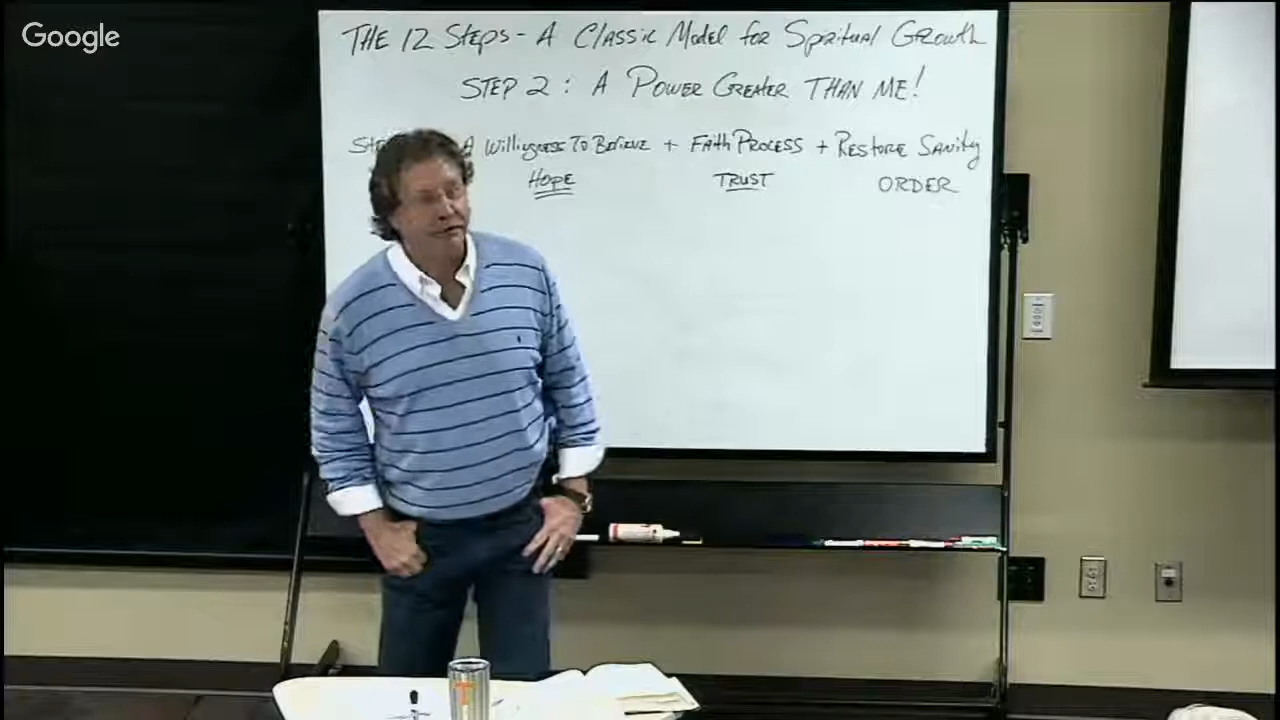 Google
THE 12 STEPS - A CLASSIC MODEL FOR SPIRITUAL GROWTH
STEP 2 : A POWER GREATER THAN ME!
A WILLINGNESS TO BELIEVE + FAITH PROCESS + RESTORE SANITY
HOPE TRUST ORDER